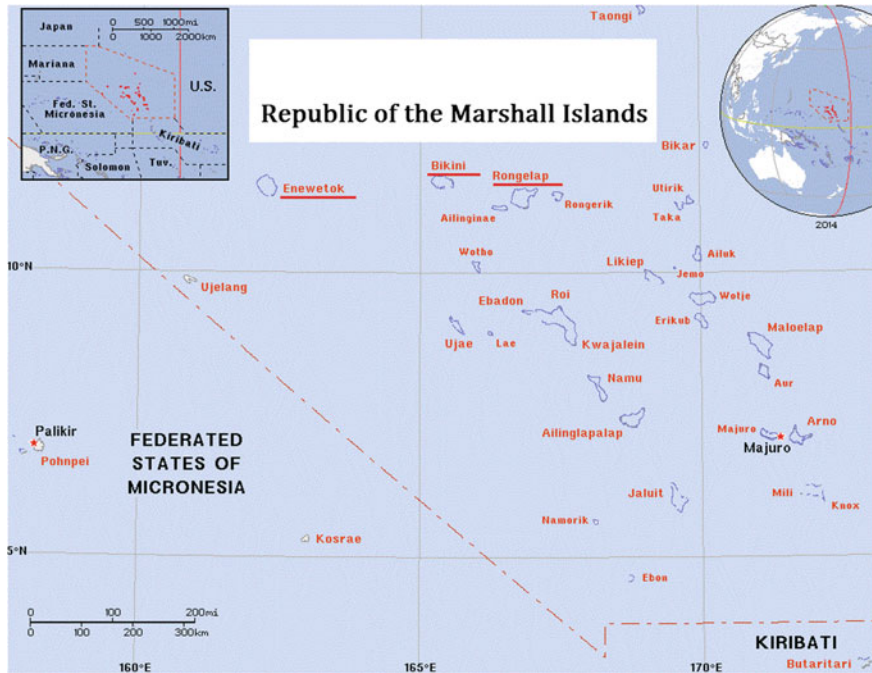 Japan
0 500 1000mi
0 1000 2000km
Mariana
U.S.
Fed. St.
Micronesia
Kiribati
P.N.G.
Solomon
Tuv.
Republic of the Marshall Islands
2014
Taongi
Bikar
Enewetok
Bikini
Rongelap
Ailinginae
Rongerik
Utirik
Taka
Wotho
Likiep
Jemo
Ailuk
10°N
Ujelang
Ebadon
Roi
Wotje
Erikub
Ujae
Lae
Kwajalein
Maloelap
Namu
Aur
Palikir
Pohnpei
FEDERATED
STATES OF
MICRONESIA
Ailinglapalap
Majuro
Arno
Majuro
Jaluit
Mili
Knox
Namorik
Kosrae
5°N
Ebon
0 100 200mi
0 100 200 300km
KIRIBATI
Butaritari
160°E
165°E
170°E